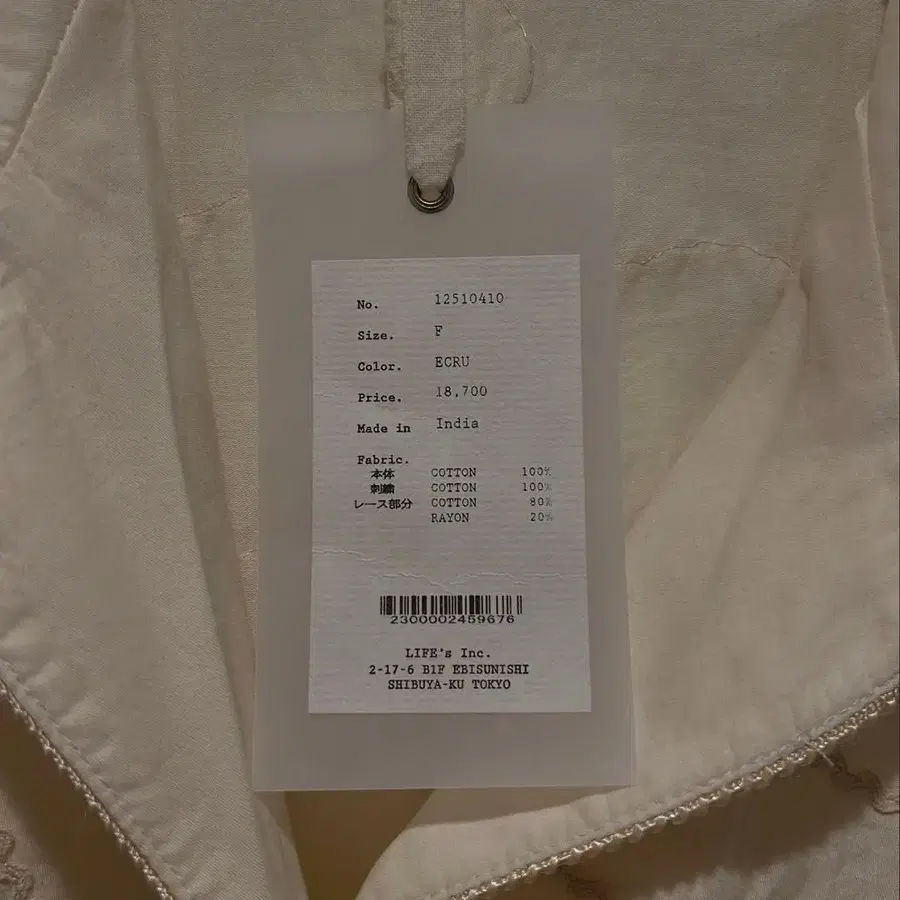 No. 12510410
Size. F
Color. ECRU
Price. 18,700
Made in India
Fabric.
本体 COTTON 100%
刺繍 COTTON 100%
レース部分 COTTON 80%
RAYON 20%
2300002459676
LIFE's Inc.
2-17-6 B1F EBISUNISHI
SHIBUYA-KU TOKYO